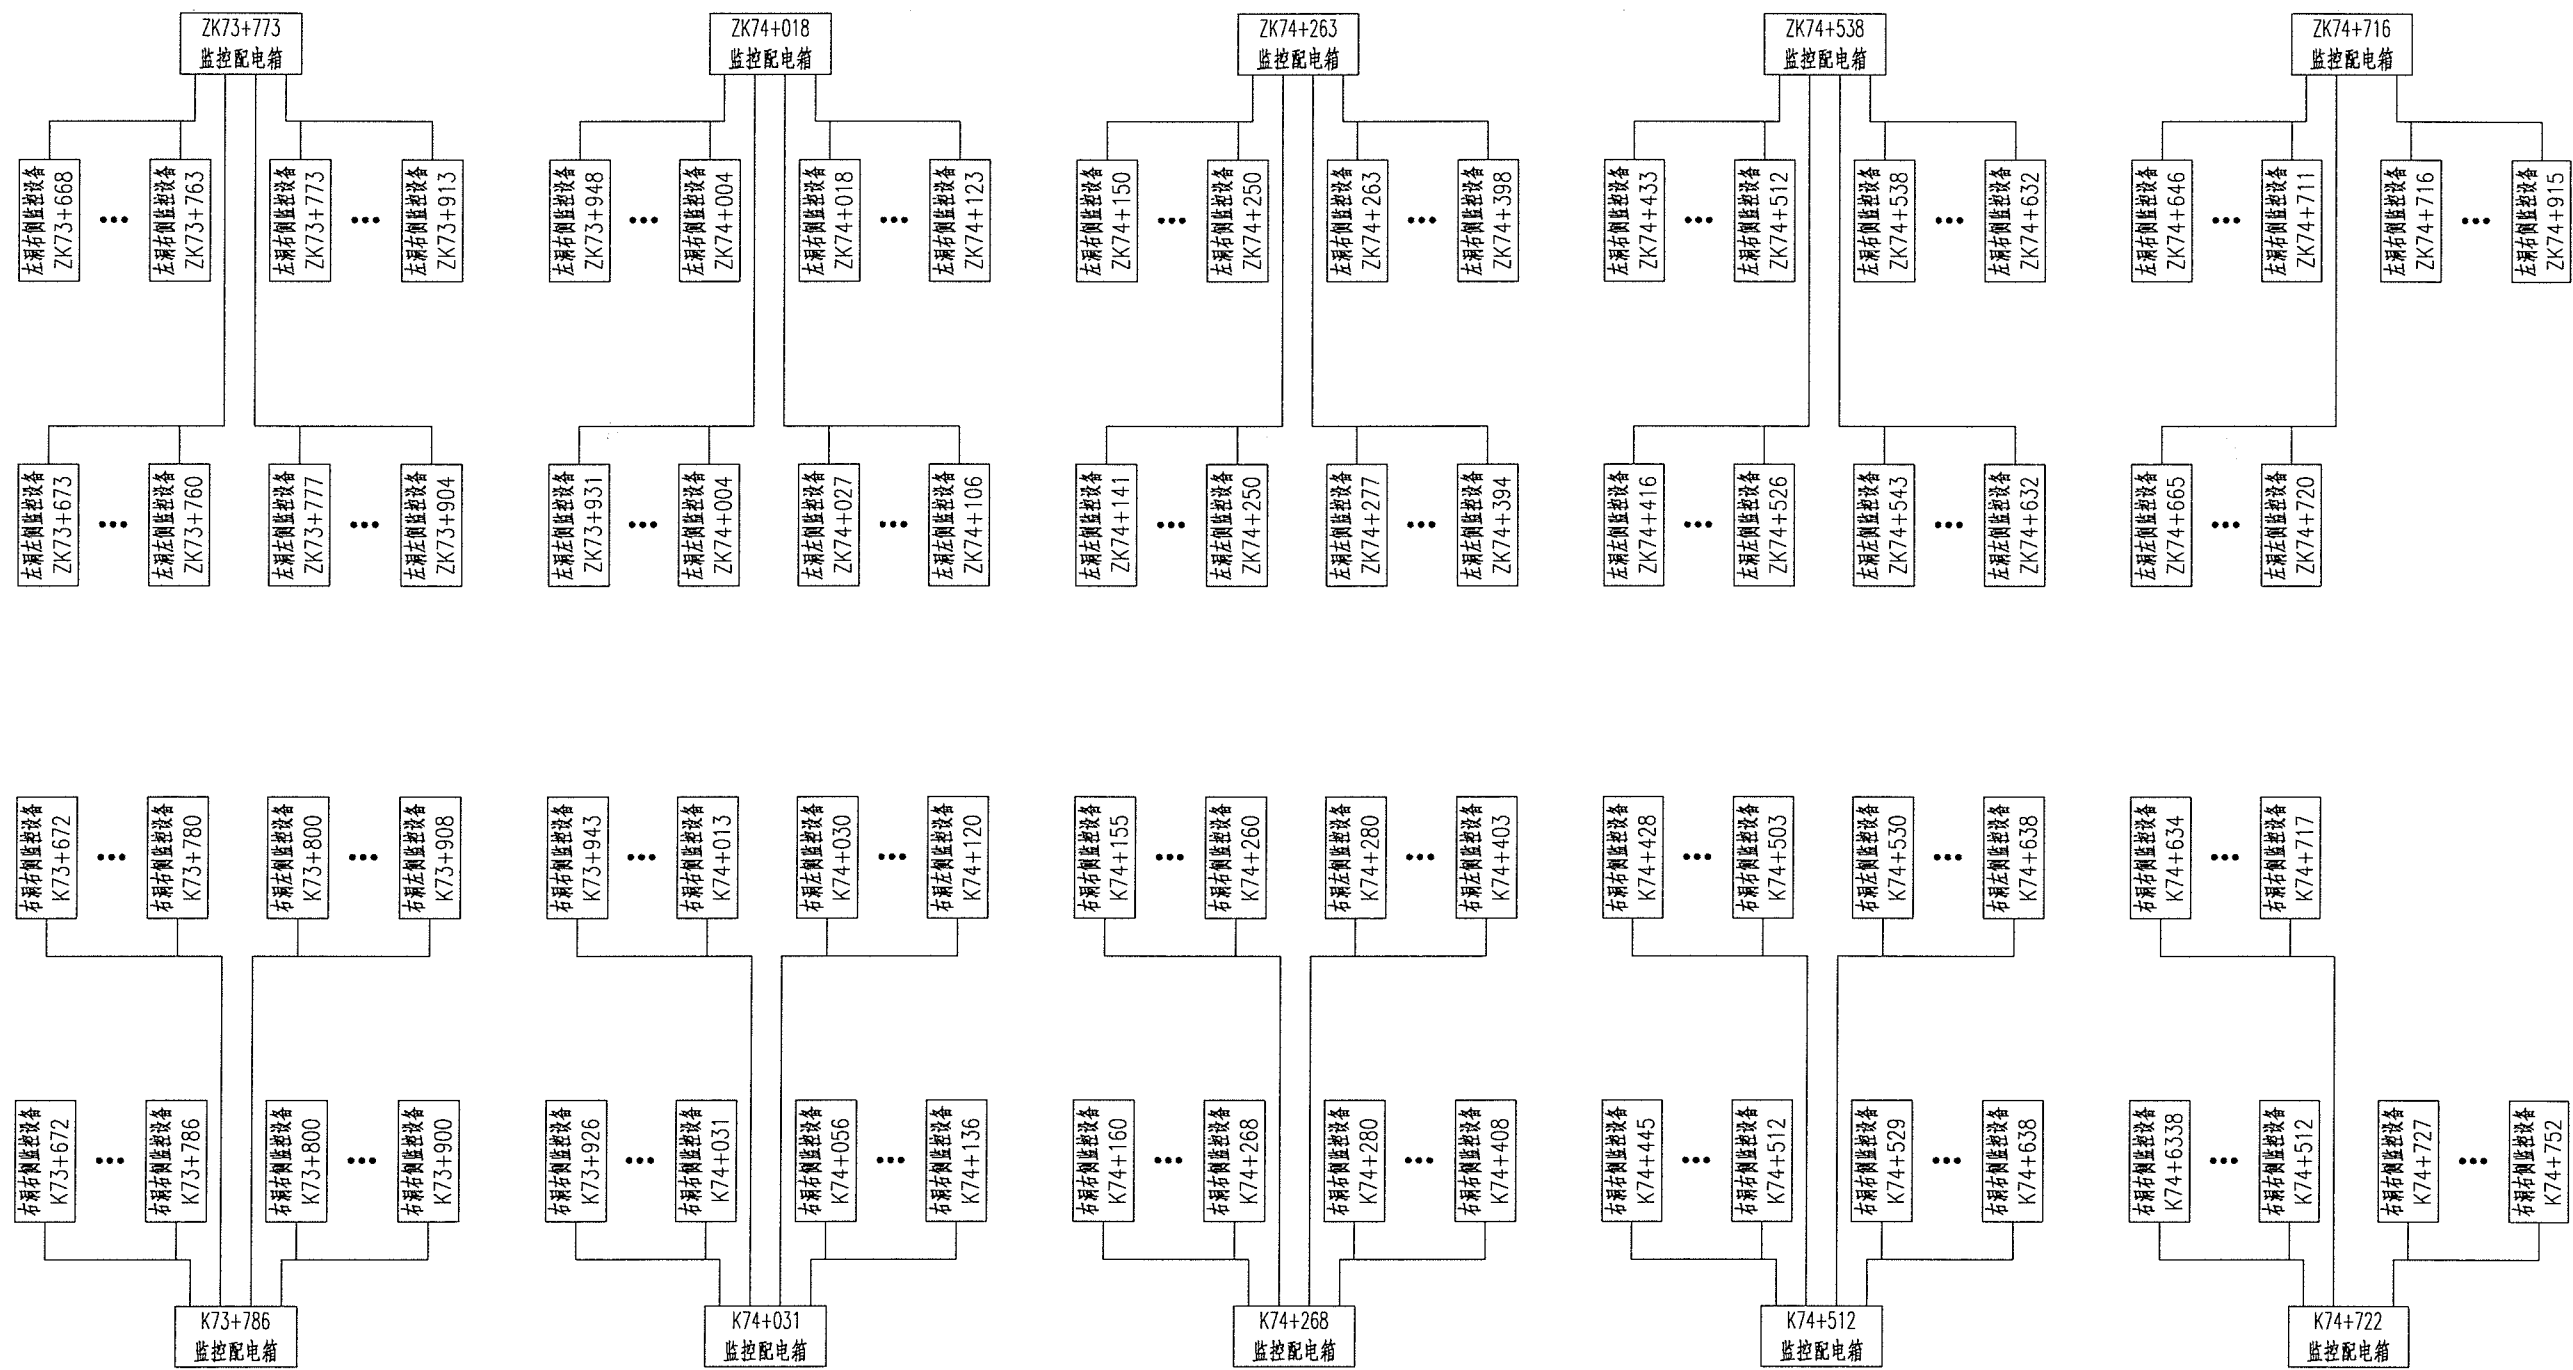 ZK73+773
监控配电箱
ZK74+018
监控配电箱
ZK74+263
监控配电箱
ZK74+538
监控配电箱
ZK74+716
监控配电箱
左洞右侧监控设备
ZK73+668
左洞右侧监控设备
ZK73+763
左洞右侧监控设备
ZK73+773
左洞右侧监控设备
ZK73+913
左洞右侧监控设备
ZK73+948
左洞右侧监控设备
ZK74+004
左洞右侧监控设备
ZK74+018
左洞右侧监控设备
ZK74+123
左洞右侧监控设备
ZK74+150
左洞右侧监控设备
ZK74+250
左洞右侧监控设备
ZK74+263
左洞右侧监控设备
ZK74+398
左洞右侧监控设备
ZK74+433
左洞右侧监控设备
ZK74+512
左洞右侧监控设备
ZK74+538
左洞右侧监控设备
ZK74+632
左洞右侧监控设备
ZK74+646
左洞右侧监控设备
ZK74+711
左洞右侧监控设备
ZK74+716
左洞右侧监控设备
ZK74+915
左洞左侧监控设备
ZK73+673
左洞左侧监控设备
ZK73+760
左洞左侧监控设备
ZK73+777
左洞左侧监控设备
ZK73+904
左洞左侧监控设备
ZK73+931
左洞左侧监控设备
ZK74+004
左洞左侧监控设备
ZK74+027
左洞左侧监控设备
ZK74+106
左洞左侧监控设备
ZK74+141
左洞左侧监控设备
ZK74+250
左洞左侧监控设备
ZK74+277
左洞左侧监控设备
ZK74+394
左洞左侧监控设备
ZK74+416
左洞左侧监控设备
ZK74+526
左洞左侧监控设备
ZK74+543
左洞左侧监控设备
ZK74+632
左洞左侧监控设备
ZK74+665
左洞左侧监控设备
ZK74+720
右洞右侧监控设备
K73+672
右洞右侧监控设备
K73+780
右洞左侧监控设备
K73+800
右洞左侧监控设备
K73+908
右洞右侧监控设备
K73+943
右洞右侧监控设备
K74+013
右洞左侧监控设备
K74+030
右洞左侧监控设备
K74+120
右洞右侧监控设备
K74+155
右洞右侧监控设备
K74+260
右洞左侧监控设备
K74+280
右洞左侧监控设备
K74+403
右洞右侧监控设备
K74+428
右洞右侧监控设备
K74+503
右洞左侧监控设备
K74+530
右洞左侧监控设备
K74+638
右洞右侧监控设备
K74+634
右洞右侧监控设备
K74+717
右洞右侧监控设备
K73+672
右洞右侧监控设备
K73+786
右洞右侧监控设备
K73+800
右洞右侧监控设备
K73+900
右洞右侧监控设备
K73+926
右洞右侧监控设备
K74+031
右洞右侧监控设备
K74+056
右洞右侧监控设备
K74+136
右洞右侧监控设备
K74+160
右洞右侧监控设备
K74+268
右洞右侧监控设备
K74+280
右洞右侧监控设备
K74+408
右洞右侧监控设备
K74+445
右洞右侧监控设备
K74+512
右洞右侧监控设备
K74+529
右洞右侧监控设备
K74+638
右洞右侧监控设备
K74+6338
右洞右侧监控设备
K74+512
右洞右侧监控设备
K74+727
右洞右侧监控设备
K74+752
K73+786
监控配电箱
K74+031
监控配电箱
K74+268
监控配电箱
K74+512
监控配电箱
K74+722
监控配电箱